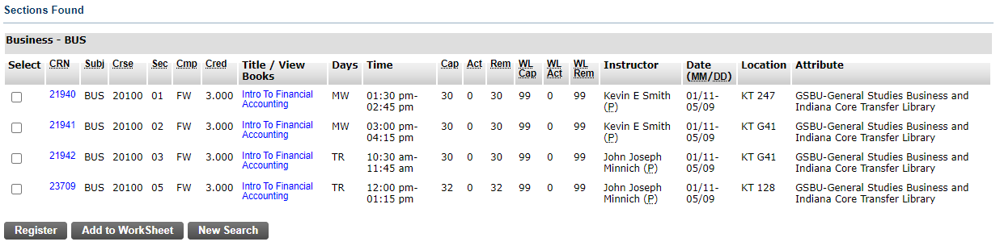 Sections Found
Business - BUS
Select CRN Subj Crse Sec Cmp Cred Title / View Books Days Time Cap Act Rem WL Cap WL Act WL Rem Instructor Date (MM/DD) Location Attribute
21940 BUS 20100 01 FW 3.000 Intro To Financial Accounting MW 01:30 pm-02:45 pm 30 0 30 99 0 99 Kevin E Smith (P) 01/11-05/09 KT 247 GSBU-General Studies Business and Indiana Core Transfer Library
21941 BUS 20100 02 FW 3.000 Intro To Financial Accounting MW 03:00 pm-04:15 pm 30 0 30 99 0 99 Kevin E Smith (P) 01/11-05/09 KT G41 GSBU-General Studies Business and Indiana Core Transfer Library
21942 BUS 20100 03 FW 3.000 Intro To Financial Accounting TR 10:30 am-11:45 am 30 0 30 99 0 99 John Joseph Minnich (P) 01/11-05/09 KT G41 GSBU-General Studies Business and Indiana Core Transfer Library
23709 BUS 20100 05 FW 3.000 Intro To Financial Accounting TR 12:00 pm-01:15 pm 32 0 32 99 0 99 John Joseph Minnich (P) 01/11-05/09 KT 128 GSBU-General Studies Business and Indiana Core Transfer Library
Register Add to WorkSheet New Search